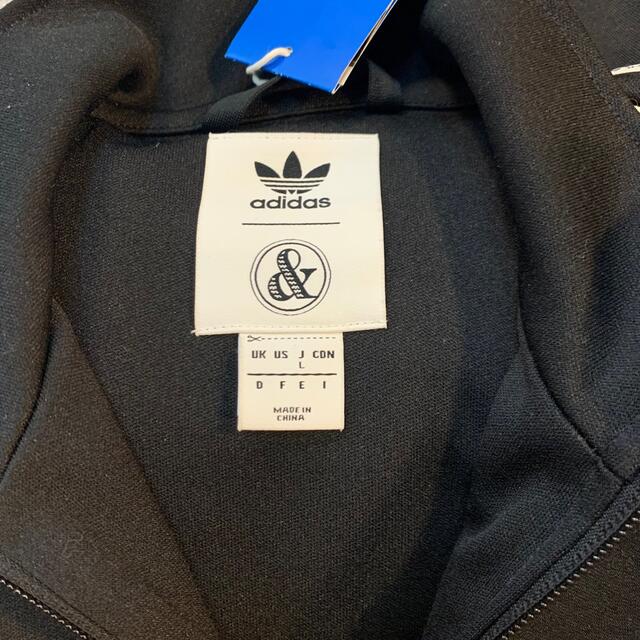 adidas
&
UK US J CDN
L
D F E I
MADE IN
CHINA